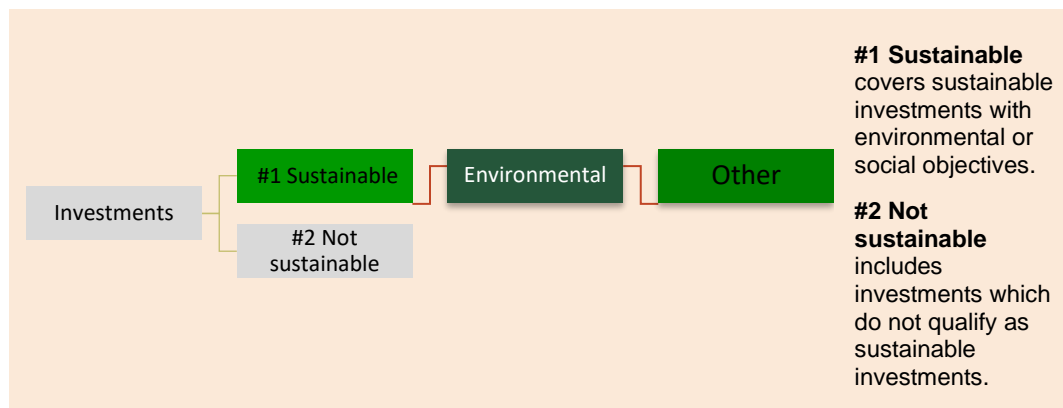 Investments
#1 Sustainable
#2 Not
sustainable
Environmental
Other
#1 Sustainable
covers sustainable
investments with
environmental or
social objectives.
#2 Not
sustainable
includes
investments which
do not qualify as
sustainable
investments.